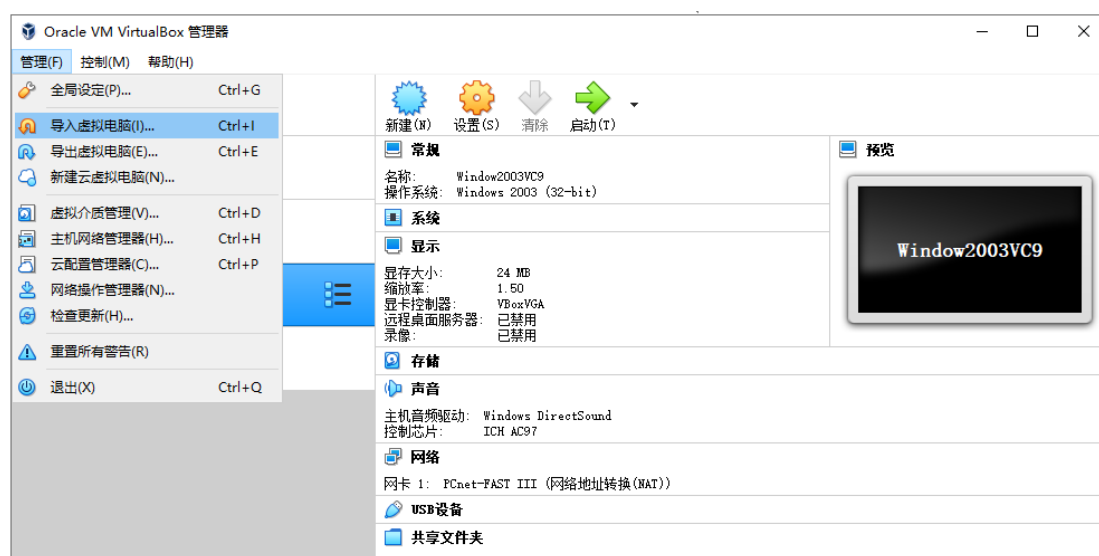 Oracle VM VirtualBox 管理器
管理(F) 控制(M) 帮助(H)
全局设定(P)... Ctrl+G
导入虚拟电脑(I)... Ctrl+I
导出虚拟电脑(E)... Ctrl+E
新建云虚拟电脑(N)...
虚拟介质管理(V)... Ctrl+D
主机网络管理器(H)... Ctrl+H
云配置管理器(C)... Ctrl+P
网络操作管理器(N)...
检查更新(H)...
重置所有警告(R)
退出(X) Ctrl+Q
新建(N) 设置(S) 清除 启动(T)
常规
名称: Window2003VC9
操作系统: Windows 2003 (32-bit)
系统
显示
显存大小: 24 MB
缩放率: 1.50
显卡控制器: VBoxVGA
远程桌面服务器: 已禁用
录像: 已禁用
存储
声音
主机音频驱动: Windows DirectSound
控制芯片: ICH AC97
网络
网卡 1: PCnet-FAST III (网络地址转换(NAT))
USB设备
共享文件夹
预览
Window2003VC9